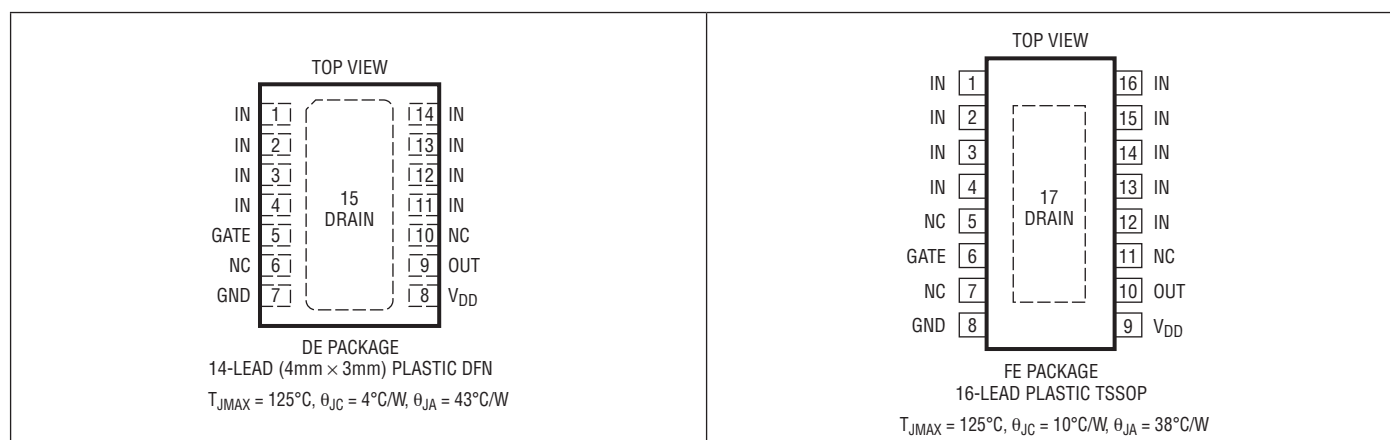 TOP VIEW
IN 1 14 IN
IN 2 13 IN
IN 3 12 IN
IN 4 11 IN
15
DRAIN
GATE 5 10 NC
NC 6 9 OUT
GND 7 8 VDD
DE PACKAGE
14-LEAD (4mm × 3mm) PLASTIC DFN
TJMAX = 125°C, θJC = 4°C/W, θJA = 43°C/W
TOP VIEW
IN 1 16 IN
IN 2 15 IN
IN 3 14 IN
IN 4 13 IN
17
DRAIN
NC 5 12 IN
GATE 6 11 NC
NC 7 10 OUT
GND 8 9 VDD
FE PACKAGE
16-LEAD PLASTIC TSSOP
TJMAX = 125°C, θJC = 10°C/W, θJA = 38°C/W